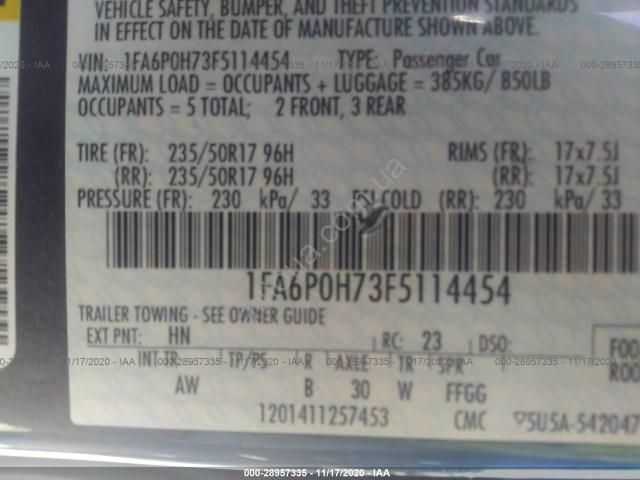 VEHICLE SAFETY, BUMPER, AND THEFT PREVENTION STANDARDS
IN EFFECT ON THE DATE OF MANUFACTURE SHOWN ABOVE.
VIN: 1FA6P0H73F5114454 TYPE: Passenger Car
MAXIMUM LOAD = OCCUPANTS + LUGGAGE = 385KG/ 850LB
OCCUPANTS = 5 TOTAL; 2 FRONT, 3 REAR
TIRE (FR): 235/50R17 96H RIMS (FR): 17x7.5J
(RR): 235/50R17 96H (RR): 17x7.5J
PRESSURE (FR): 230 kPa/ 33 PSI COLD (RR): 230 kPa/ 33
1FA6P0H73F5114454
TRAILER TOWING - SEE OWNER GUIDE
EXT PNT: HN RC: 23 DSO: F00
INT TR TP/PS R AXLE TR SPR R00
AW B 30 W FFGG
1201411257453 CMC 5U5A-542047
000-28957335 - 11/17/2020 - IAA